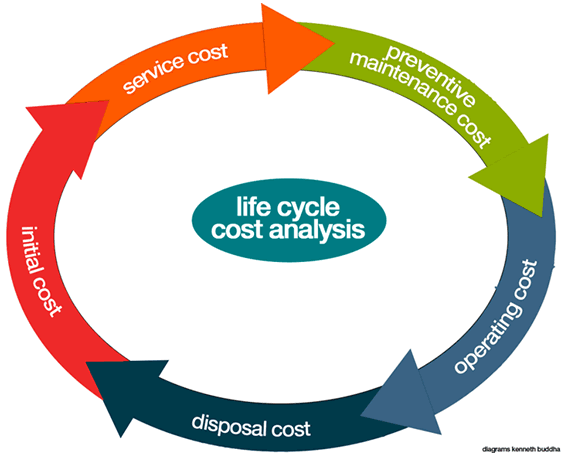 service cost
preventive
maintenance cost
life cycle
cost analysis
initial cost
operating cost
disposal cost
diagrams kenneth buddha